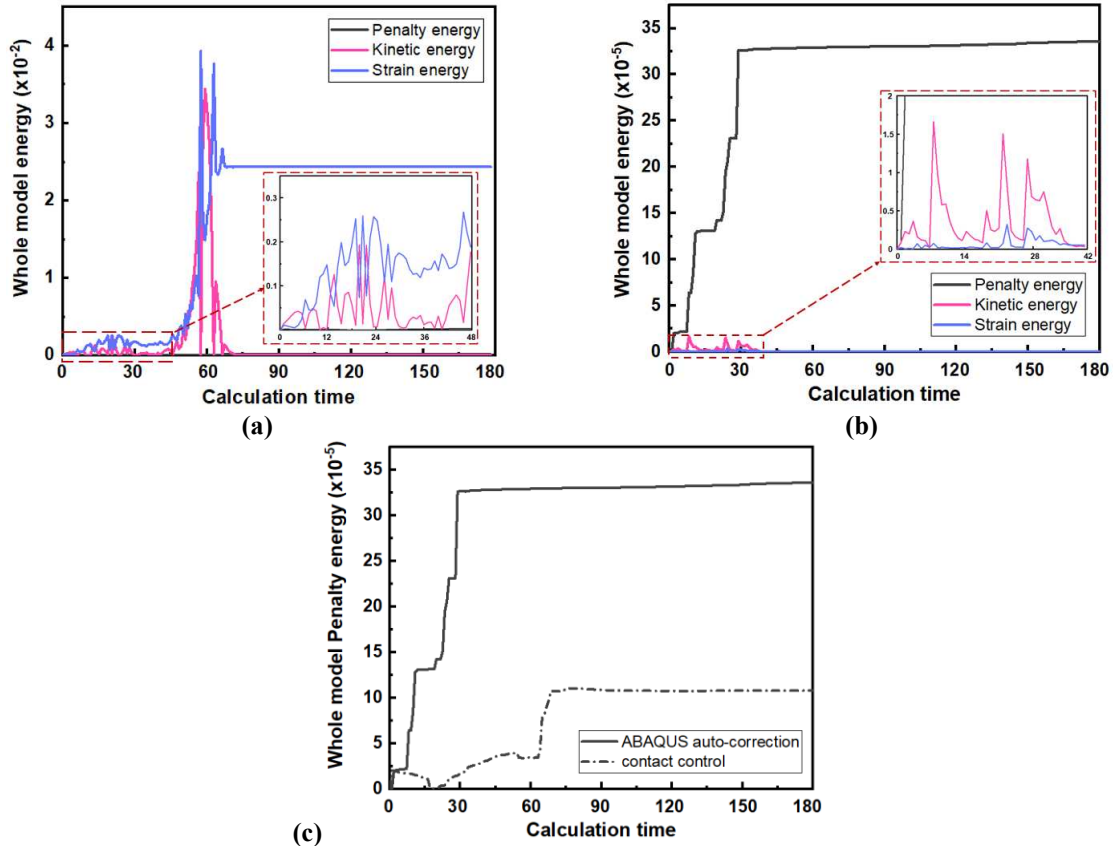 Whole model energy (x10-2)
4
3
2
1
0
0 30 60 90 120 150 180
Calculation time
Penalty energy
Kinetic energy
Strain energy
0.3
0.2
0.1
0 12 24 36 48
(a)
Whole model energy (x10-5)
35
30
25
20
15
10
5
0
0 30 60 90 120 150 180
Calculation time
2
1.5
1
0.5
0
0 14 28 42
Penalty energy
Kinetic energy
Strain energy
(b)
Whole model Penalty energy (x10-5)
35
30
25
20
15
10
5
0
0 30 60 90 120 150 180
Calculation time
ABAQUS auto-correction
contact control
(c)